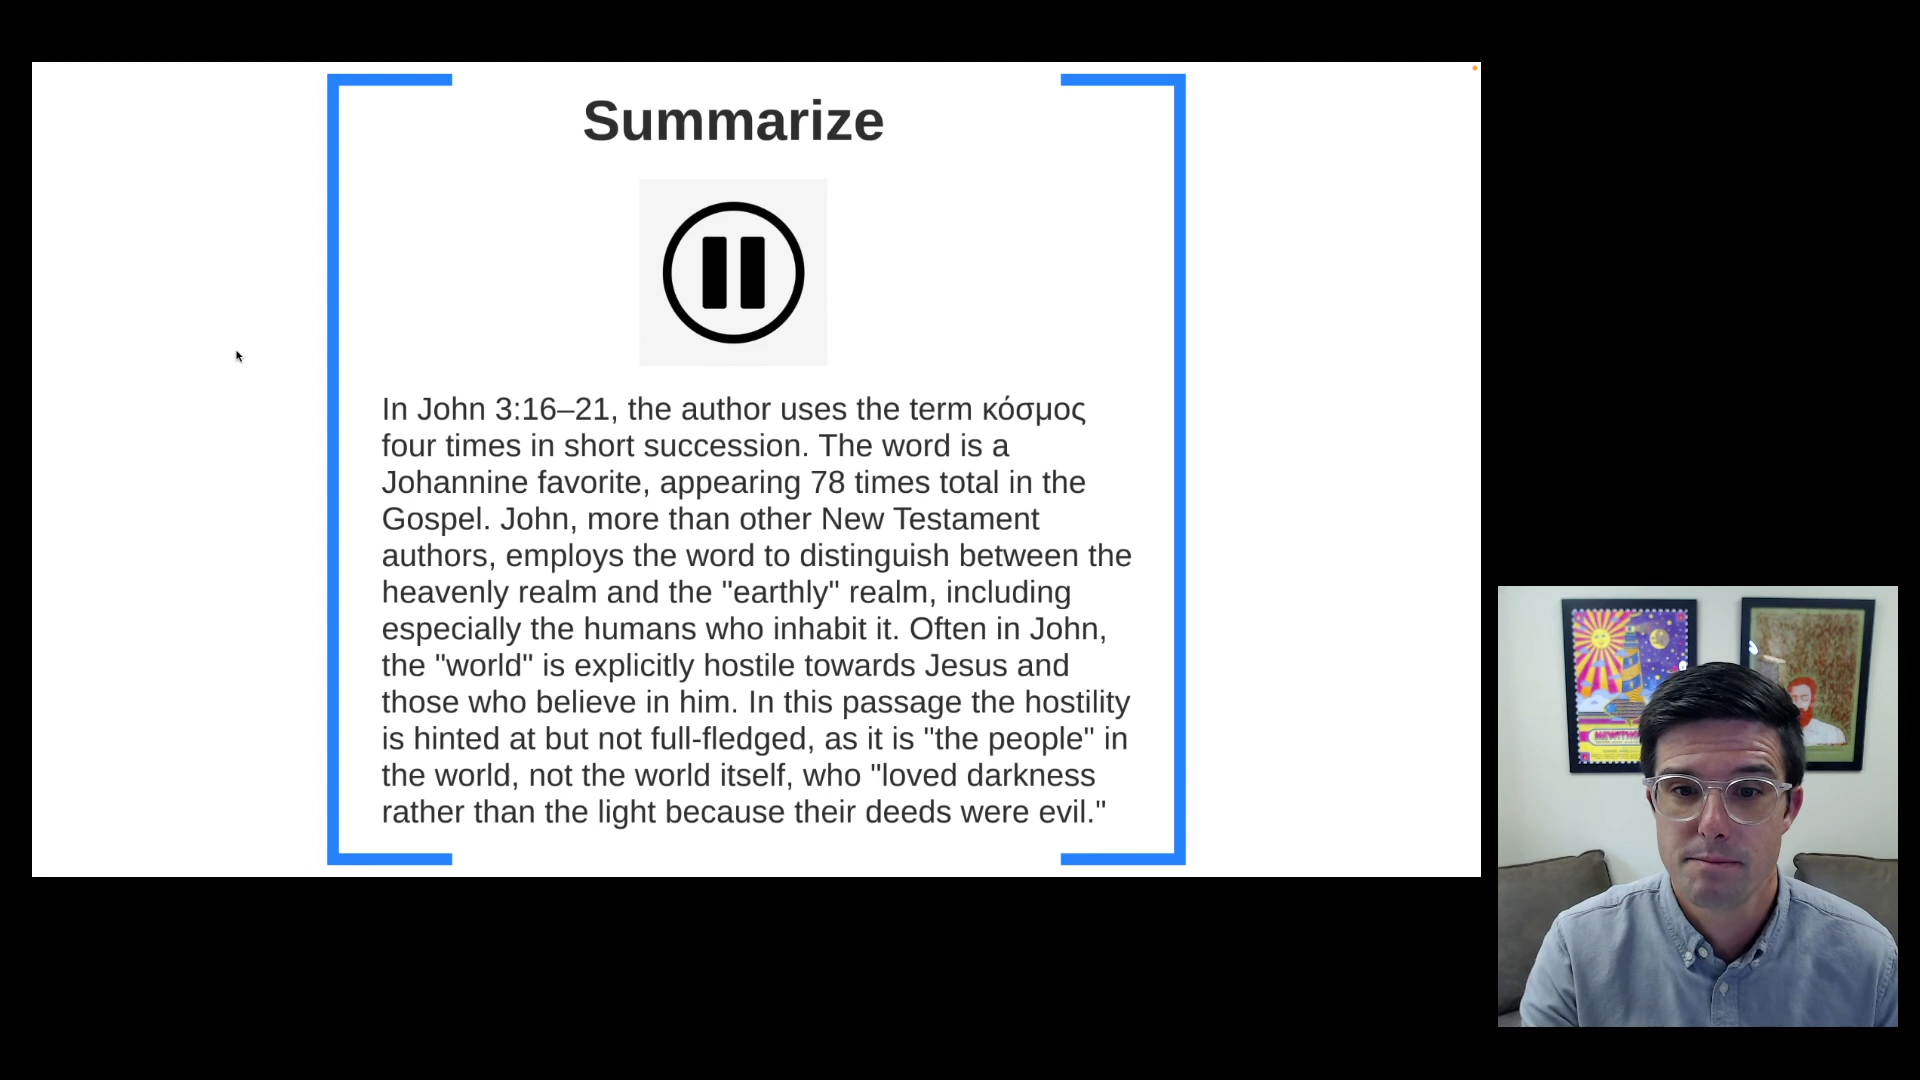 Summarize
In John 3:16–21, the author uses the term κόσμος
four times in short succession. The word is a
Johannine favorite, appearing 78 times total in the
Gospel. John, more than other New Testament
authors, employs the word to distinguish between the
heavenly realm and the "earthly" realm, including
especially the humans who inhabit it. Often in John,
the "world" is explicitly hostile towards Jesus and
those who believe in him. In this passage the hostility
is hinted at but not full-fledged, as it is "the people" in
the world, not the world itself, who "loved darkness
rather than the light because their deeds were evil."